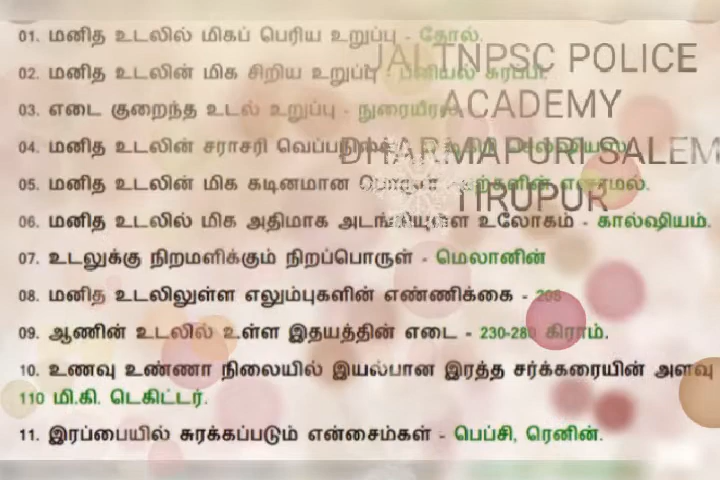 01. மனித உடலில் மிகப் பெரிய உறுப்பு - தோல்.
JAI TNPSC POLICE
02. மனித உடலின் மிக சிறிய உறுப்பு - சுரப்பி.
03. எடை குறைந்த உடல் உறுப்பு - நுரையீரல்.
ACADEMY
04. மனித உடலின் சராசரி
DHARMAPURI SALEM
05. மனித உடலின் மிக கடினமான எனாமல்.
TIRUPUR
06. மனித உடலில் மிக அதிமாக அடங்கியுள்ள உலோகம் - கால்ஷியம்.
07. உடலுக்கு நிறமளிக்கும் நிறப்பொருள் - மெலானின்
08. மனித உடலிலுள்ள எலும்புகளின் எண்ணிக்கை -
09. ஆணின் உடலில் உள்ள இதயத்தின் எடை - 230-280 கிராம்.
10. உணவு உண்ணா நிலையில் இயல்பான இரத்த சர்க்கரையின் அளவு
110 மி.கி. டெகிட்டர்.
11. இரப்பையில் சுரக்கப்படும் என்சைம்கள் - பெப்சி, ரெனின்.